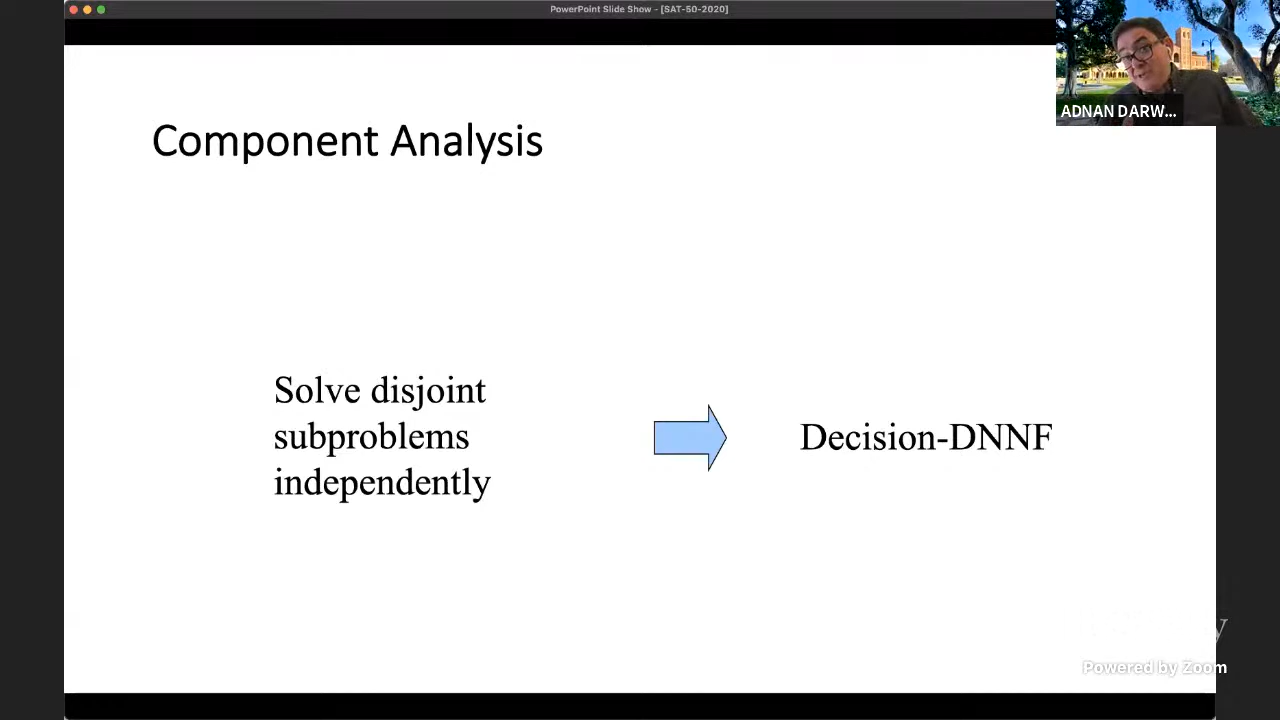 PowerPoint Slide Show - [SAT-50-2020]
ADNAN DARW...
Component Analysis
Solve disjoint
subproblems
independently
Decision-DNNF
Powered by Zoom